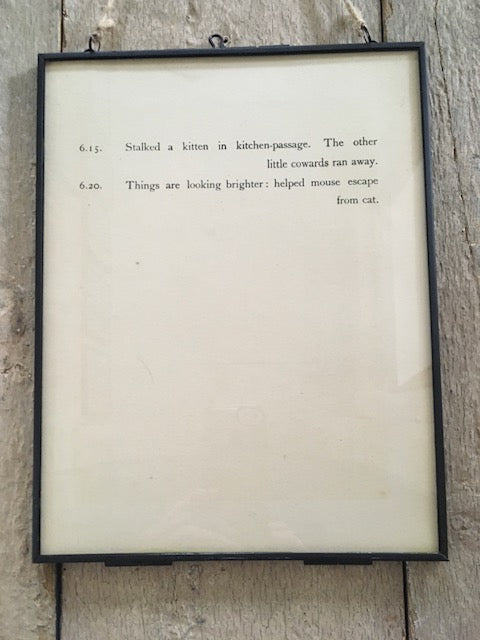 6.15. Stalked a kitten in kitchen-passage. The other
little cowards ran away.
6.20. Things are looking brighter: helped mouse escape
from cat.